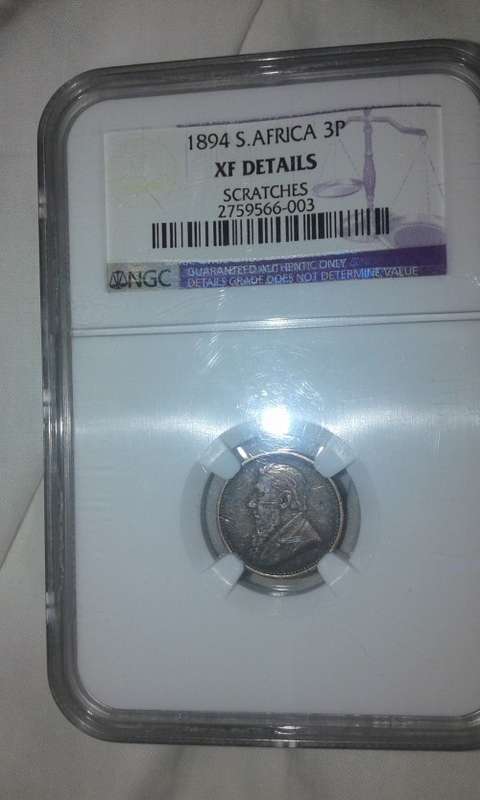 1894 S.AFRICA 3P
XF DETAILS
SCRATCHES
2759566-003
NGC
GUARANTEED AUTHENTIC ONLY
DETAILS GRADE DOES NOT DETERMINE VALUE